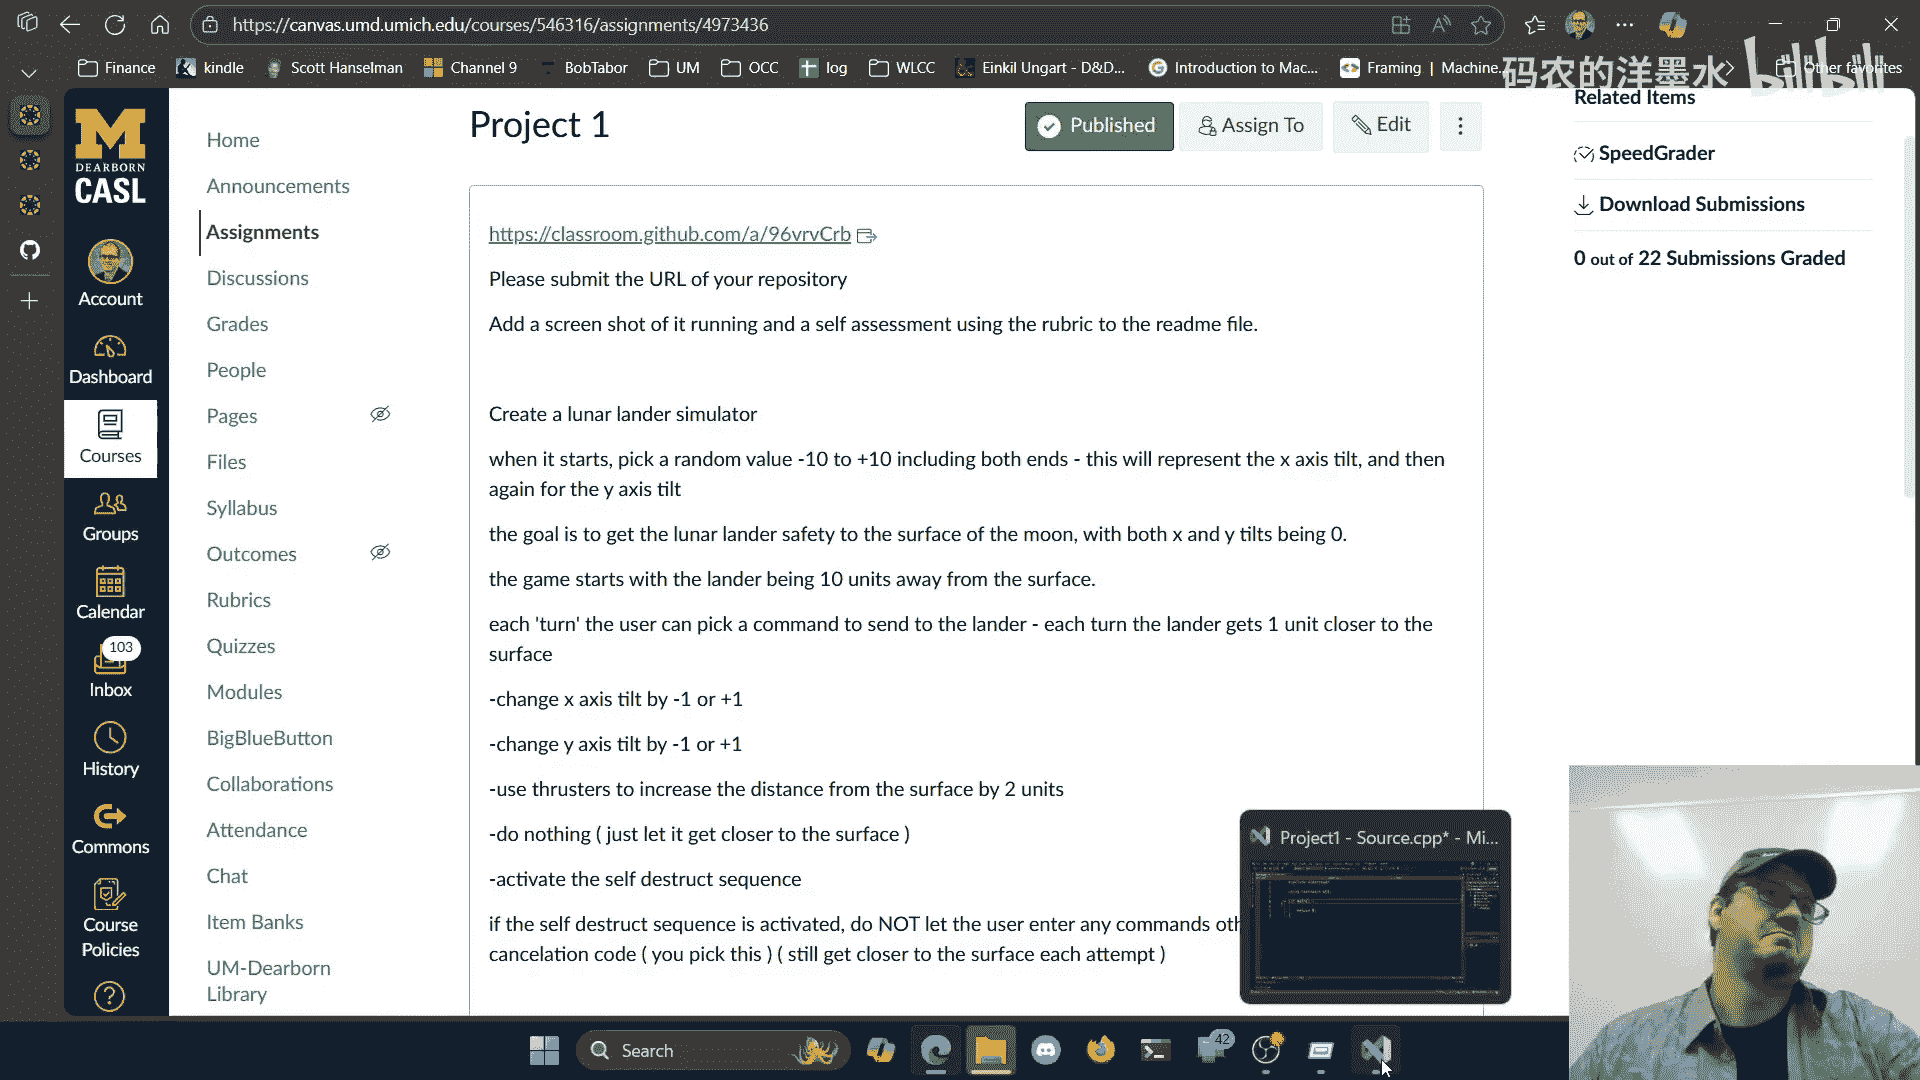 https://canvas.umd.umich.edu/courses/546316/assignments/4973436
Finance
kindle
Scott Hanselman
Channel 9
BobTabor
UM
OCC
log
WLCC
Einkil Ungart - D&D...
Introduction to Mac...
Framing | Machine...
Other favorites
码农的洋墨水
bilibili
M
DEARBORN
CASL
Account
Dashboard
Courses
Groups
Calendar
103
Inbox
History
Commons
Course
Policies
Home
Announcements
Assignments
Discussions
Grades
People
Pages
Files
Syllabus
Outcomes
Rubrics
Quizzes
Modules
BigBlueButton
Collaborations
Attendance
Chat
Item Banks
UM-Dearborn
Library
Project 1
Published
Assign To
Edit
https://classroom.github.com/a/96vrvCrb
Please submit the URL of your repository
Add a screen shot of it running and a self assessment using the rubric to the readme file.
Create a lunar lander simulator
when it starts, pick a random value -10 to +10 including both ends - this will represent the x axis tilt, and then
again for the y axis tilt
the goal is to get the lunar lander safety to the surface of the moon, with both x and y tilts being 0.
the game starts with the lander being 10 units away from the surface.
each 'turn' the user can pick a command to send to the lander - each turn the lander gets 1 unit closer to the
surface
-change x axis tilt by -1 or +1
-change y axis tilt by -1 or +1
-use thrusters to increase the distance from the surface by 2 units
-do nothing ( just let it get closer to the surface )
-activate the self destruct sequence
if the self destruct sequence is activated, do NOT let the user enter any commands oth
cancelation code ( you pick this ) ( still get closer to the surface each attempt )
Related Items
SpeedGrader
Download Submissions
0 out of 22 Submissions Graded
Project1 - Source.cpp* - Mi...
Search
42